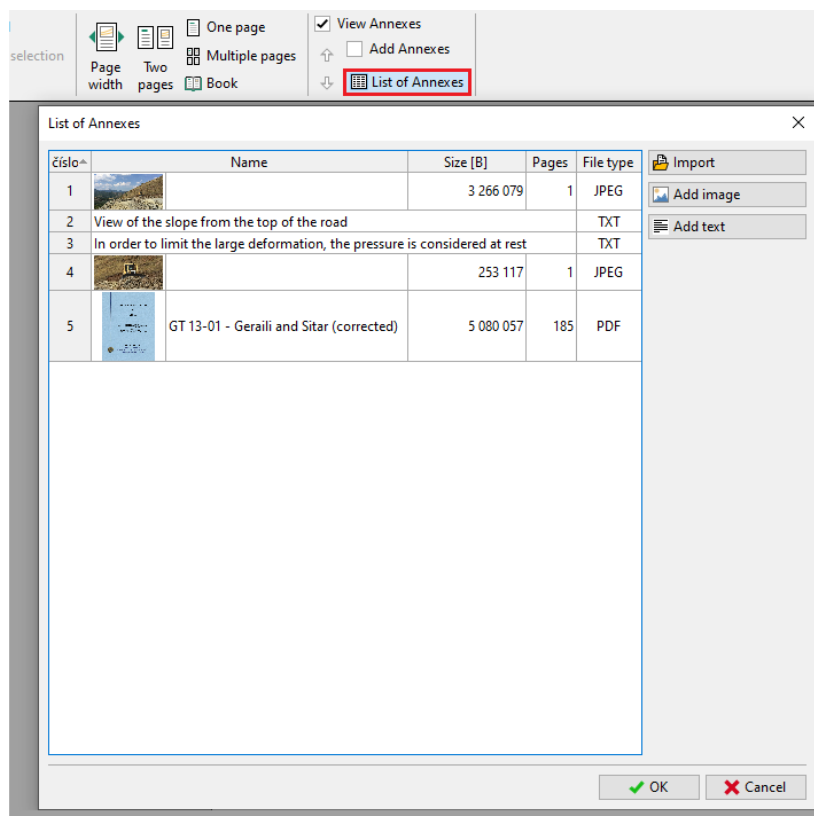 One page
View Annexes
selection
Multiple pages
Add Annexes
Page width
Two pages
Book
List of Annexes
List of Annexes
číslo Name Size [B] Pages File type
1 3 266 079 1 JPEG
2 View of the slope from the top of the road TXT
3 In order to limit the large deformation, the pressure is considered at rest TXT
4 253 117 1 JPEG
5 GT 13-01 - Geraili and Sitar (corrected) 5 080 057 185 PDF
Import
Add image
Add text
OK
Cancel